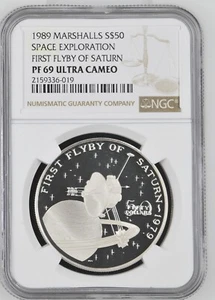 1989 MARSHALLS S$50
SPACE EXPLORATION
FIRST FLYBY OF SATURN
PF 69 ULTRA CAMEO
2159336-019
NUMISMATIC GUARANTY COMPANY
NGC
FIRST FLYBY OF SATURN-1979
50
FIFTY
DOLLARS